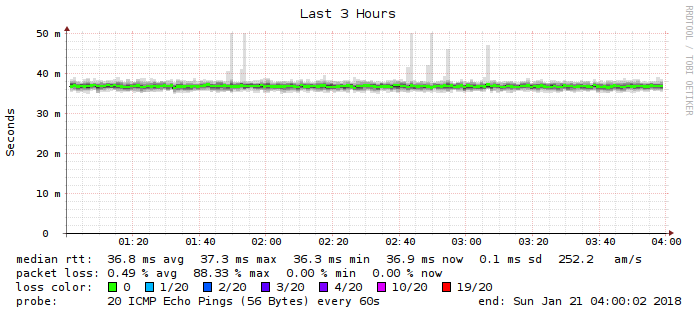 Last 3 Hours
RRDTOOL / TOBI OETIKER
Seconds
50 m
40 m
30 m
20 m
10 m
0
01:20 01:40 02:00 02:20 02:40 03:00 03:20 03:40 04:00
median rtt: 36.8 ms avg 37.3 ms max 36.3 ms min 36.9 ms now 0.1 ms sd 252.2 am/s
packet loss: 0.49 % avg 88.33 % max 0.00 % min 0.00 % now
loss color: 0 1/20 2/20 3/20 4/20 10/20 19/20
probe: 20 ICMP Echo Pings (56 Bytes) every 60s end: Sun Jan 21 04:00:02 2018